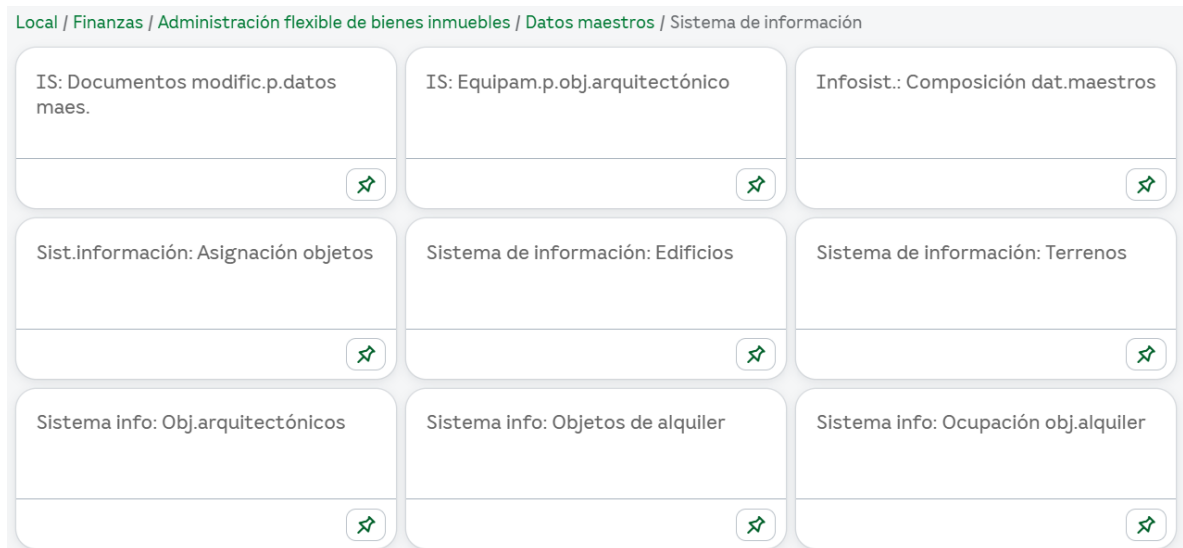 Local / Finanzas / Administración flexible de bienes inmuebles / Datos maestros / Sistema de información
IS: Documentos modific.p.datos
maes.
IS: Equipam.p.obj.arquitectónico
Infosist.: Composición dat.maestros
Sist.información: Asignación objetos
Sistema de información: Edificios
Sistema de información: Terrenos
Sistema info: Obj.arquitectónicos
Sistema info: Objetos de alquiler
Sistema info: Ocupación obj.alquiler